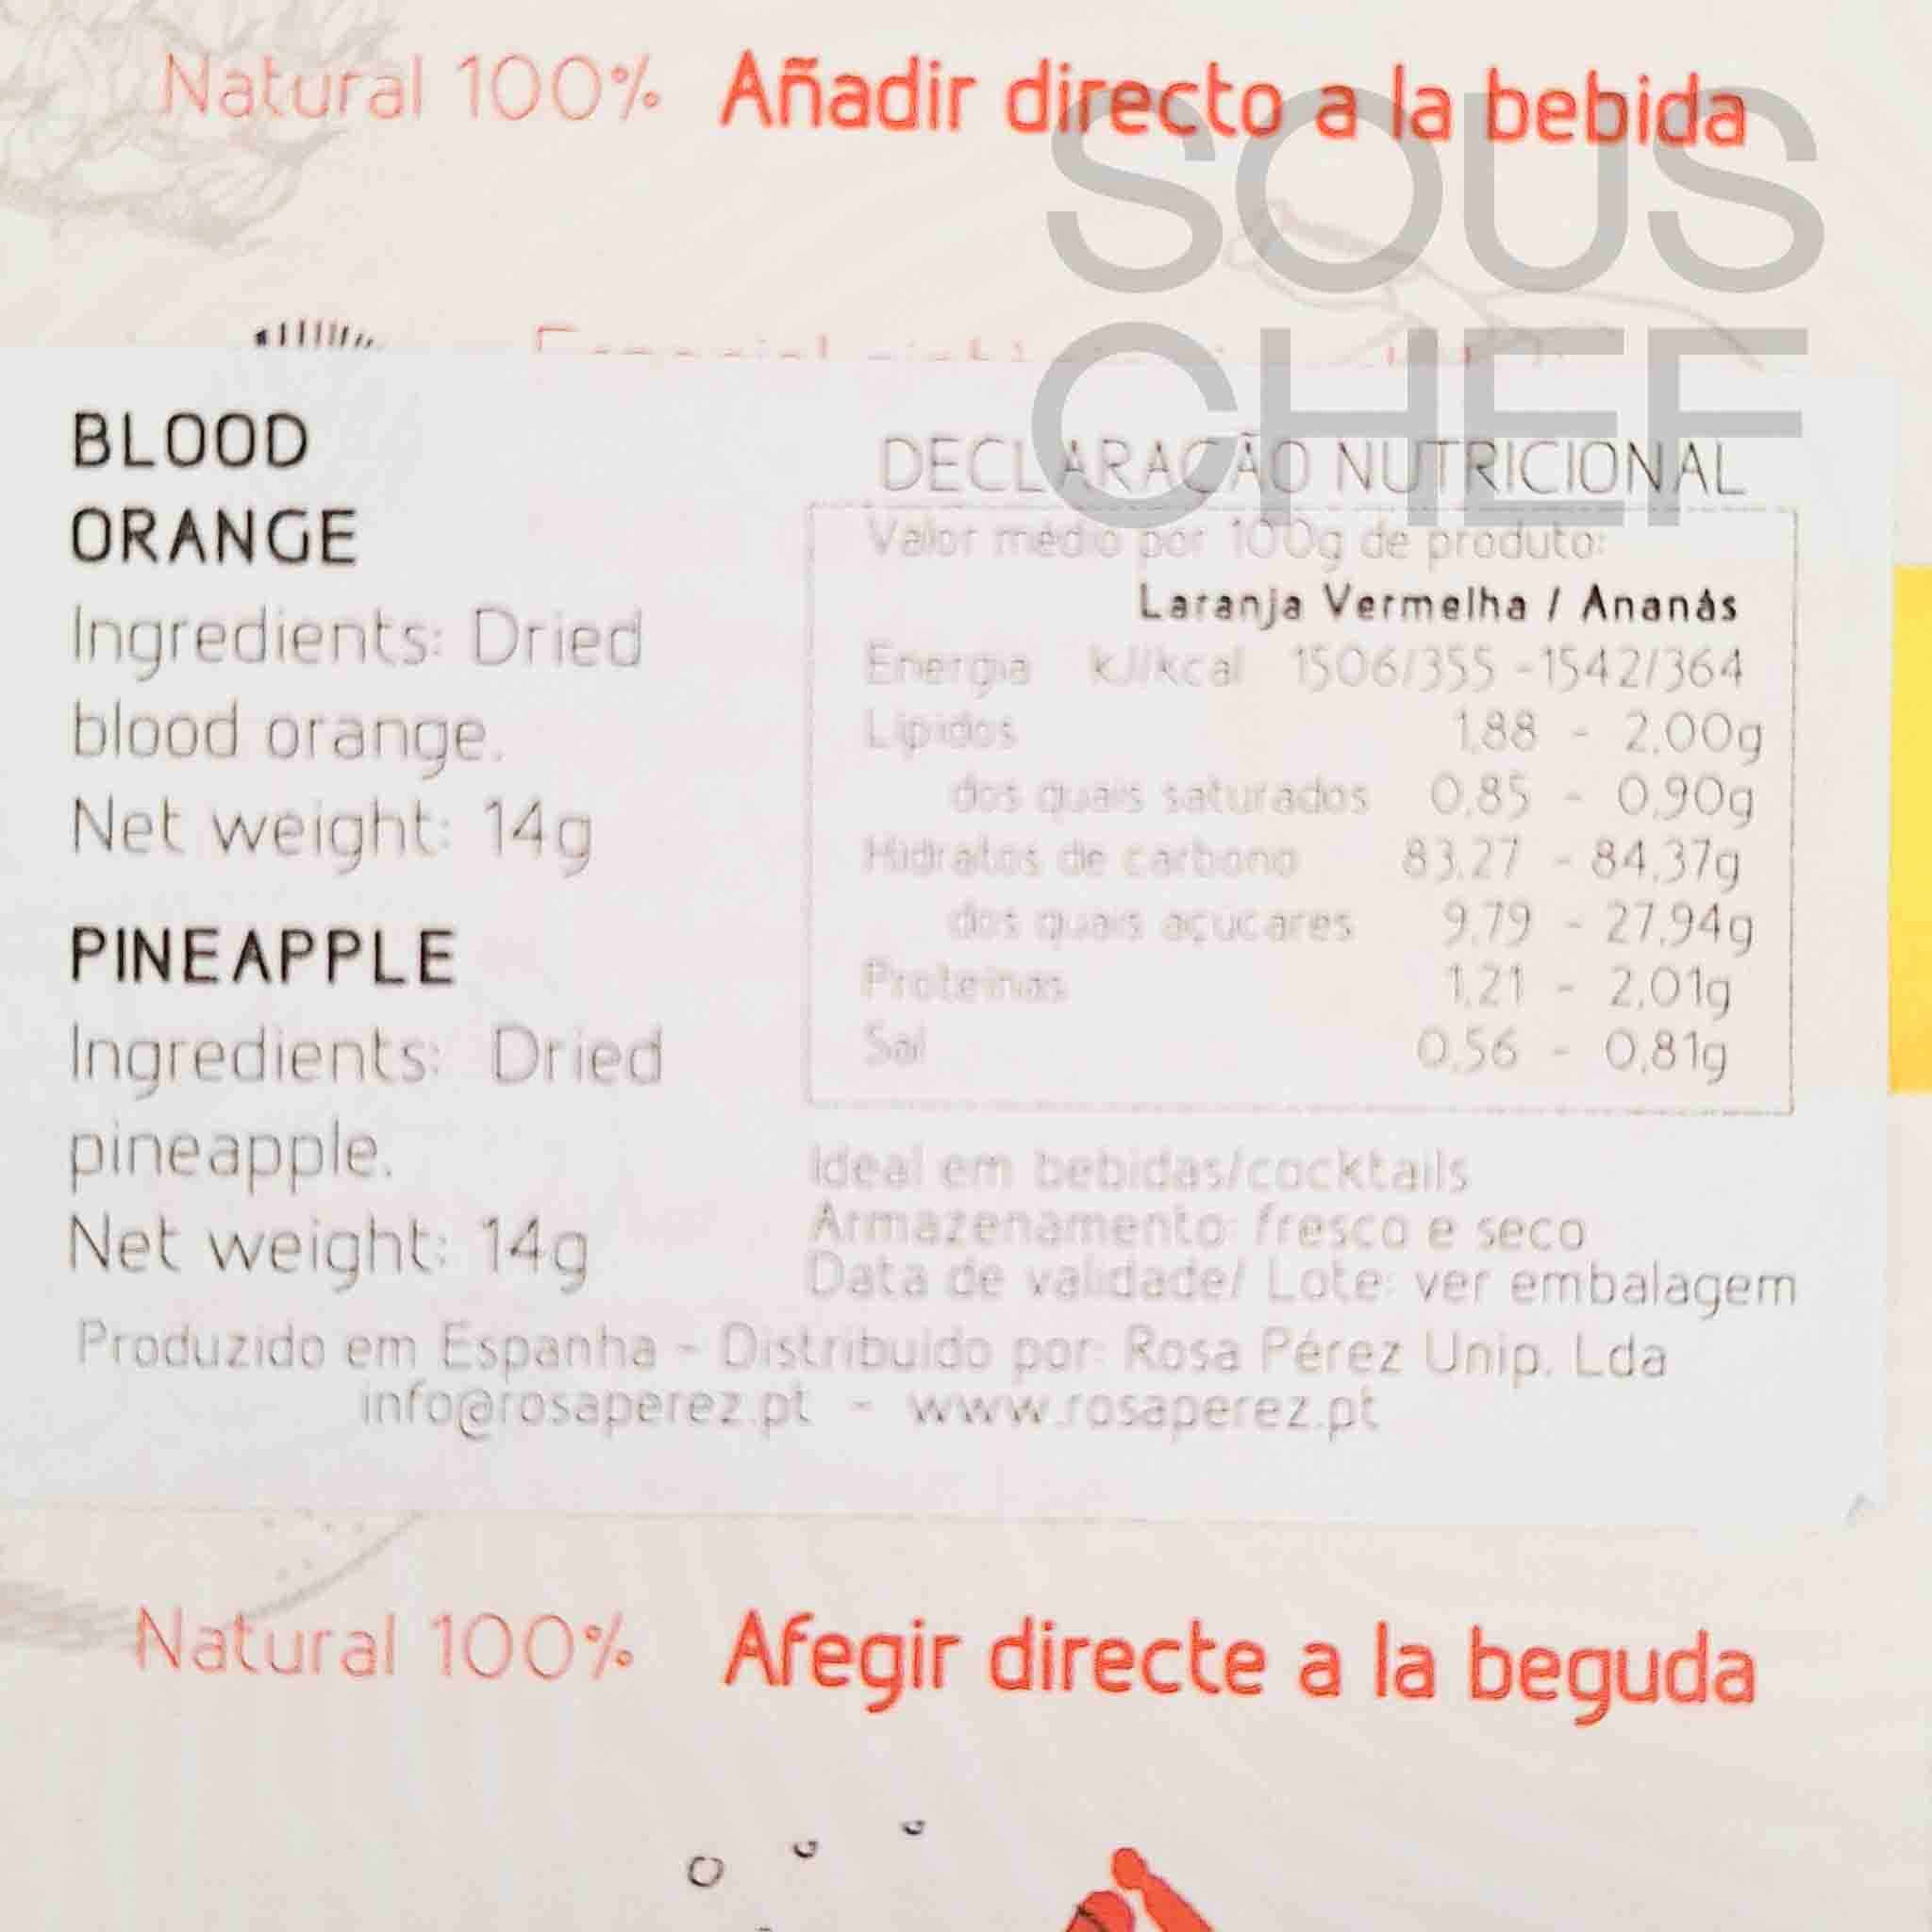 Natural 100% Añadir directo a la bebida
SOUS
CHEF
BLOOD
ORANGE
Ingredients: Dried
blood orange.
Net weight: 14g
PINEAPPLE
Ingredients: Dried
pineapple.
Net weight: 14g
DECLARAÇÃO NUTRICIONAL
Valor médio por 100g de produto:
Laranja Vermelha / Ananás
Energia kJ/kcal 1506/355 - 1542/364
Lípidos 1,88 - 2,00g
dos quais saturados 0,85 - 0,90g
Hidratos de carbono 83,27 - 84,37g
dos quais açúcares 9,79 - 27,94g
Proteínas 1,21 - 2,01g
Sal 0,56 - 0,81g
Ideal em bebidas/cocktails
Armazenamento: fresco e seco
Data de validade/ Lote: ver embalagem
Produzido em Espanha - Distribuído por: Rosa Pérez Unip. Lda
info@rosaperez.pt - www.rosaperez.pt
Natural 100% Afegir directe a la beguda